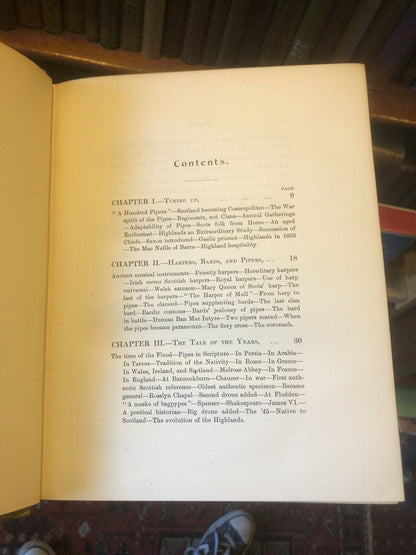 Contents.
PAGE
CHAPTER I.—TUNING UP, ... ... ... 9
"A Hundred Pipers"—Scotland becoming Cosmopolitan—The War
spirit of the Pipes—Regiments, not Clans—Annual Gatherings
—Adaptability of Pipes—Scots folk from Home—An aged
Enthusiast—Highlands an Extraordinary Study—Succession of
Chiefs—Saxon introduced—Gaelic printed—Highlands in 1603
—The Mac Neills of Barra—Highland hospitality.
CHAPTER II.—HARPERS, BARDS, AND PIPERS, ... 18
Ancient musical instruments—Priestly harpers—Hereditary harpers
—Irish versus Scottish harpers—Royal harpers—Use of harp
universal—Welsh sarcasm—Mary Queen of Scots' harp—The
last of the harpers—"The Harper of Mull"—From harp to
pipes—The clarsach—Pipes supplanting bards—The last clan
bard—Bardic customs—Bards' jealousy of pipes—The bard
in battle—Duncan Ban Mac Intyre—Two pipers scared—When the
pipes became paramount—The fiery cross—The coronach.
CHAPTER III.—THE TALE OF THE YEARS, ... 30
The time of the Flood—Pipes in Scripture—In Persia—In Arabia—
In Tarsus—Tradition of the Nativity—In Rome—In Greece—
In Wales, Ireland, and Scotland—Melrose Abbey—In France—
In England—At Bannockburn—Chaucer—In war—First auth-
entic Scottish reference—Oldest authentic specimen—Became
general—Rosslyn Chapel—Second drone added—At Flodden—
"A maske of bagpypes"—Spenser—Shakespeare—James VI.—
A poetical historian—Big drone added—The '45—Native to
Scotland—The evolution of the Highlands.